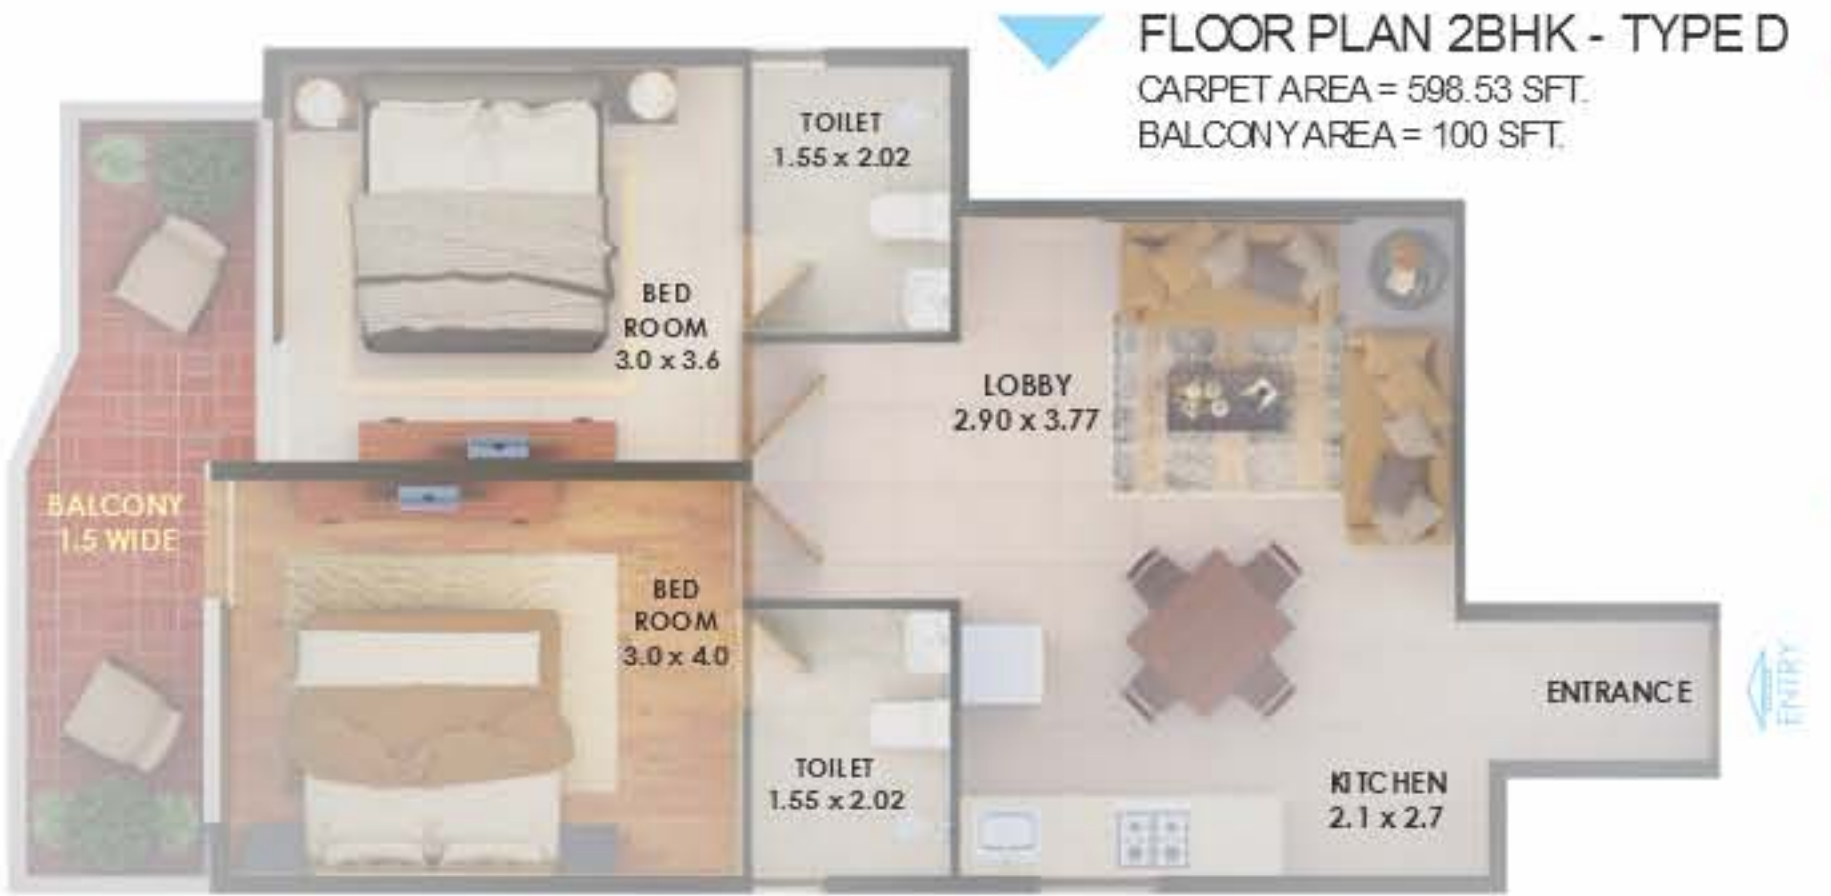 FLOOR PLAN 2BHK - TYPE D
CARPET AREA = 598.53 SFT.
BALCONY AREA = 100 SFT.
TOILET
1.55 x 2.02
BED
ROOM
3.0 x 3.6
LOBBY
2.90 x 3.77
BALCONY
1.5 WIDE
BED
ROOM
3.0 x 4.0
TOILET
1.55 x 2.02
KITCHEN
2.1 x 2.7
ENTRANCE
ENTRY